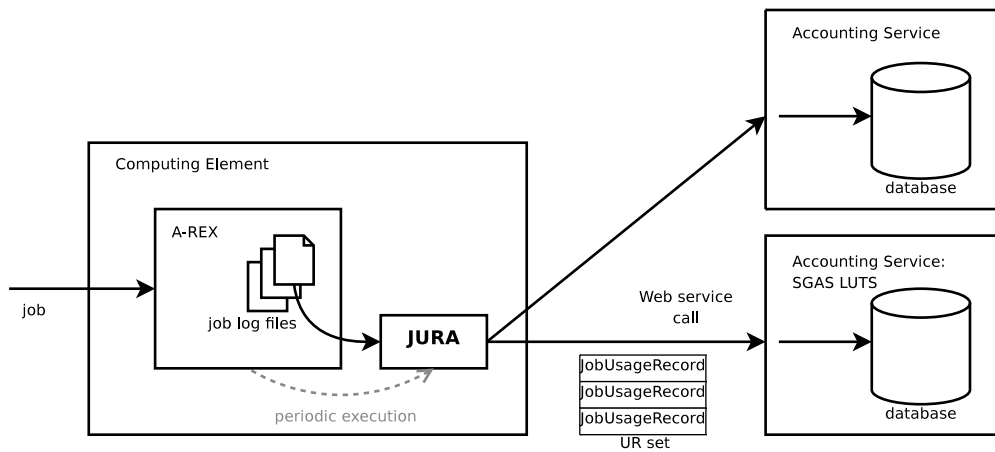 Accounting Service
database
Computing Element
A-REX
job log files
job
JURA
periodic execution
Web service
call
JobUsageRecord
JobUsageRecord
JobUsageRecord
UR set
Accounting Service:
SGAS LUTS
database